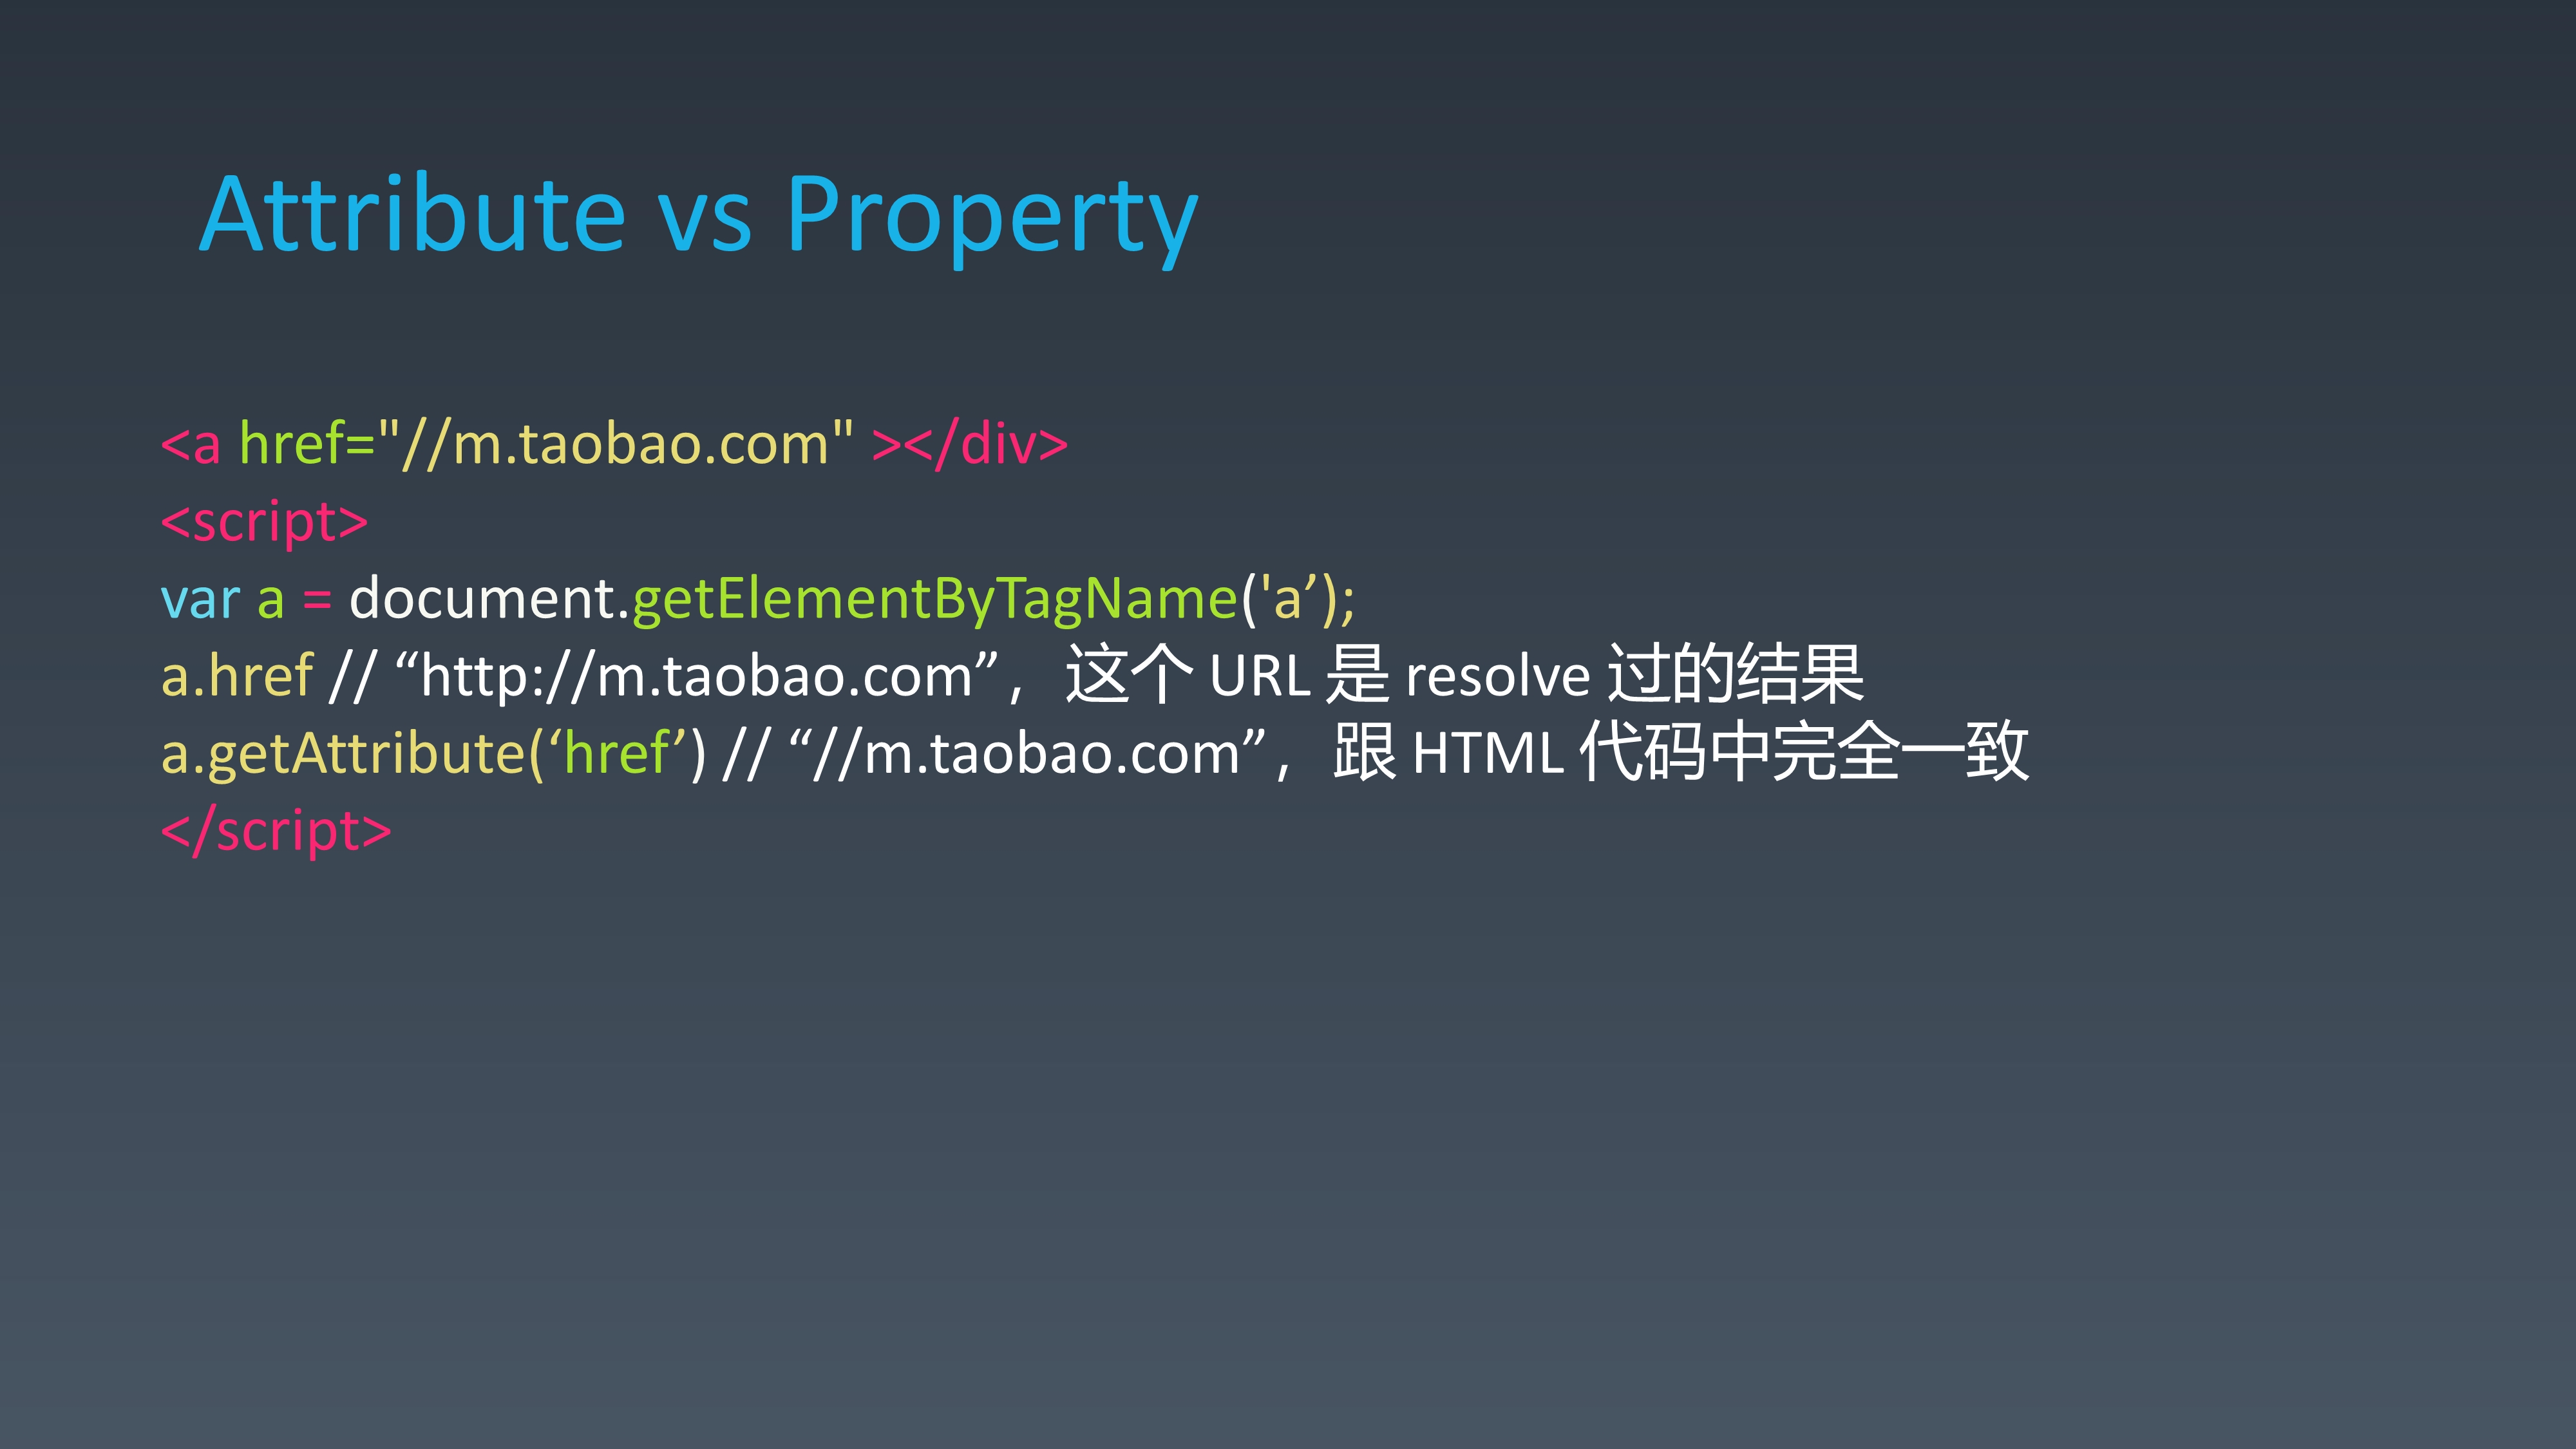 Attribute vs Property
<a href="//m.taobao.com" ></div>
<script>
var a = document.getElementByTagName('a’);
a.href // “http://m.taobao.com”，这个 URL 是 resolve 过的结果
a.getAttribute(‘href’) // “//m.taobao.com”，跟 HTML 代码中完全一致
</script>